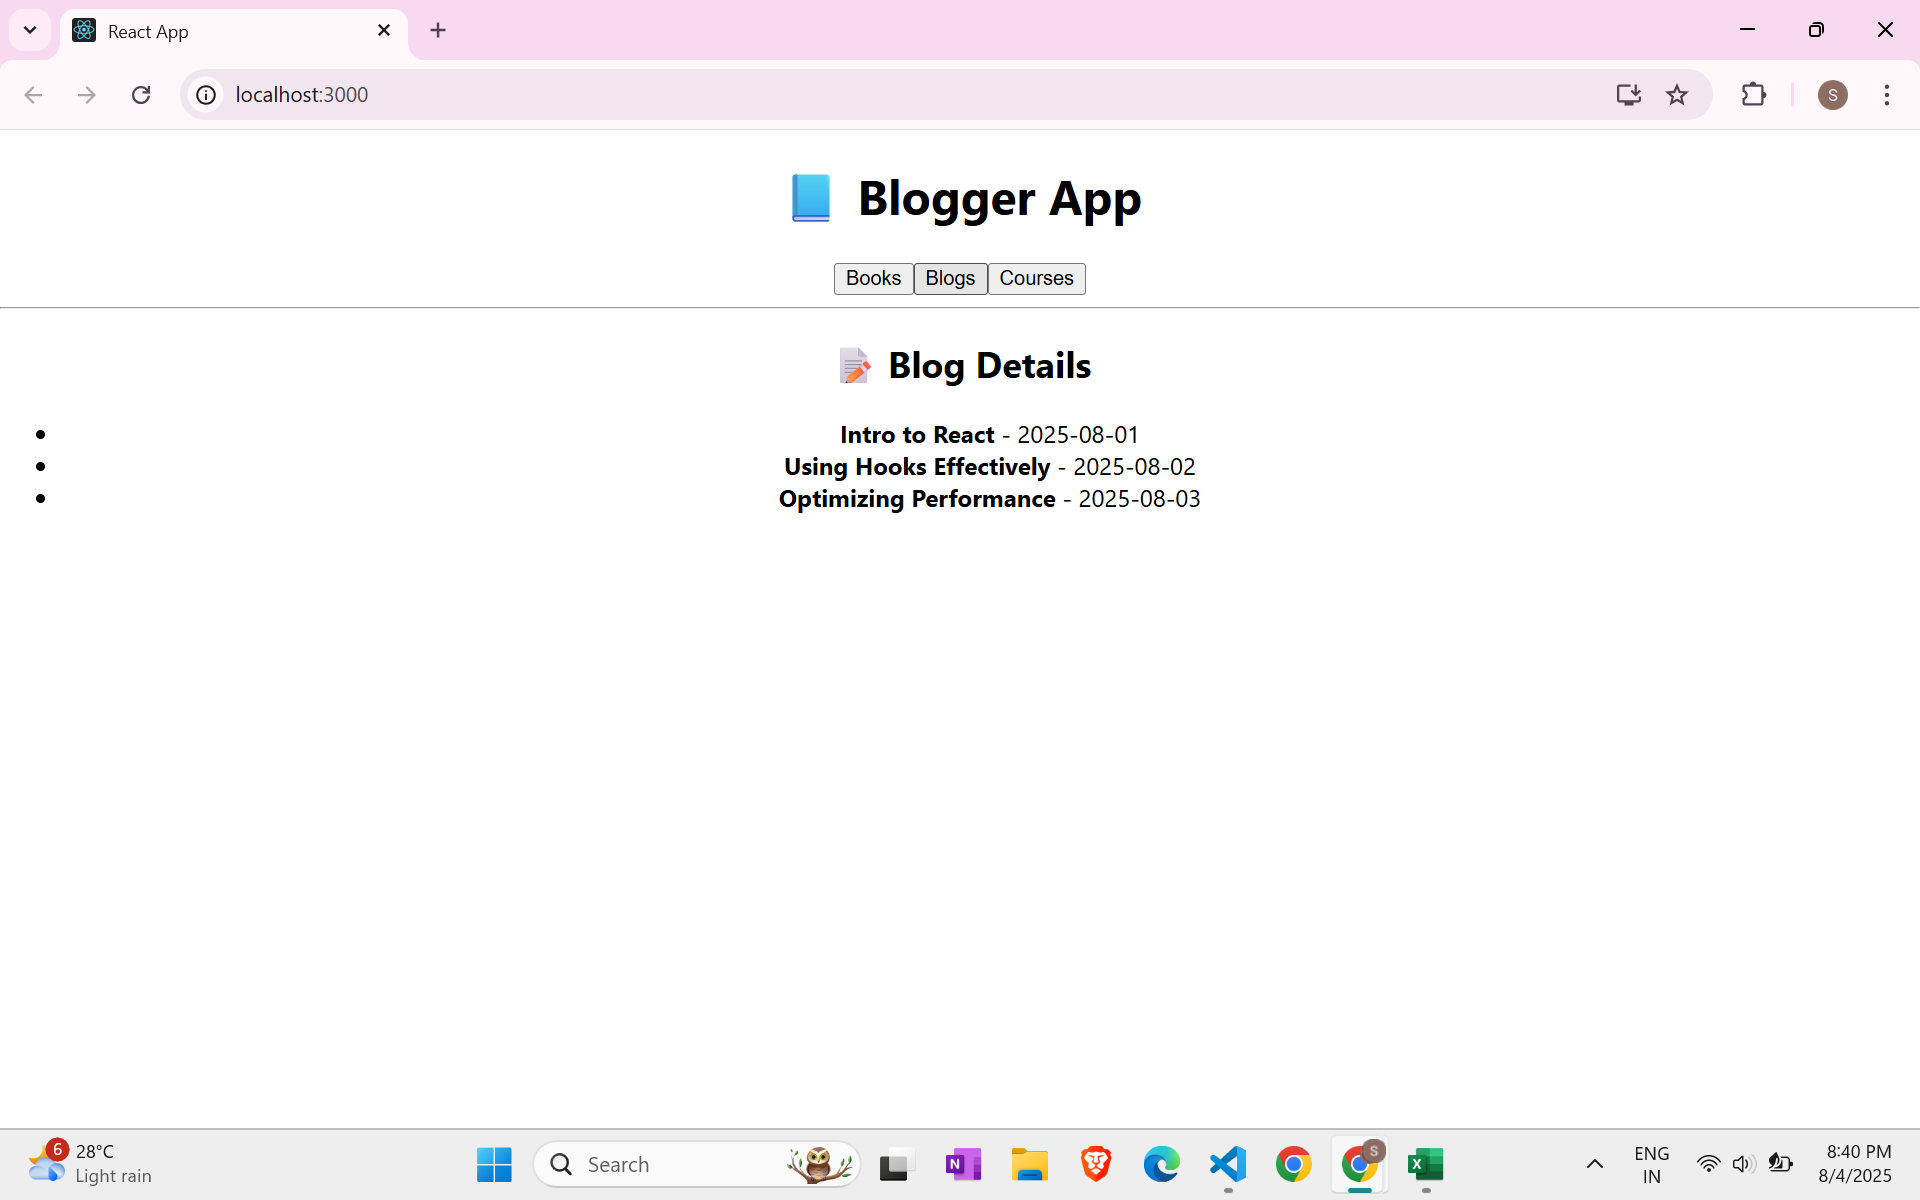 React App
localhost:3000
S
📘 Blogger App
Books Blogs Courses
📝 Blog Details
• Intro to React - 2025-08-01
• Using Hooks Effectively - 2025-08-02
• Optimizing Performance - 2025-08-03
6
28°C
Light rain
Search
N
S
X
ENG
IN
8:40 PM
8/4/2025